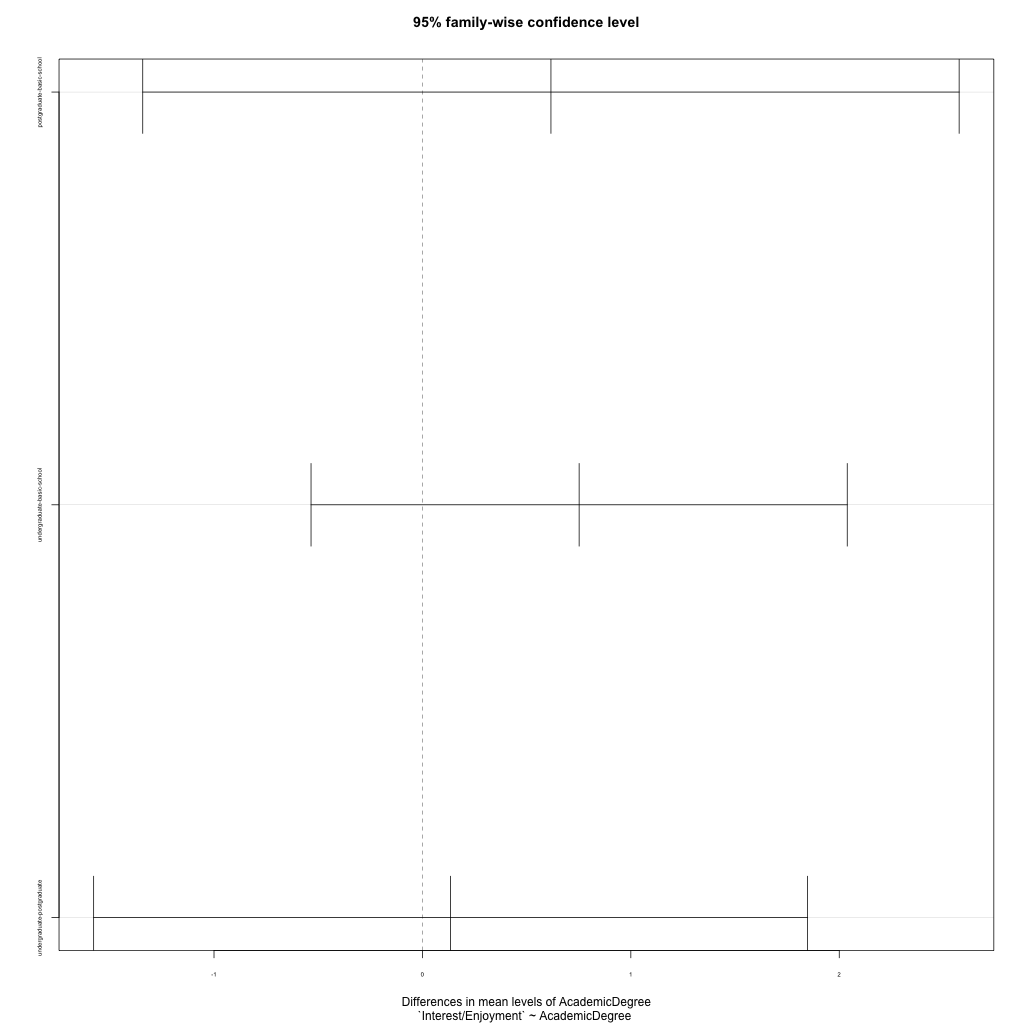 95% family-wise confidence level
postgraduate-basic-school
undergraduate-basic-school
undergraduate-postgraduate
-1 0 1 2
Differences in mean levels of AcademicDegree
`Interest/Enjoyment` ~ AcademicDegree